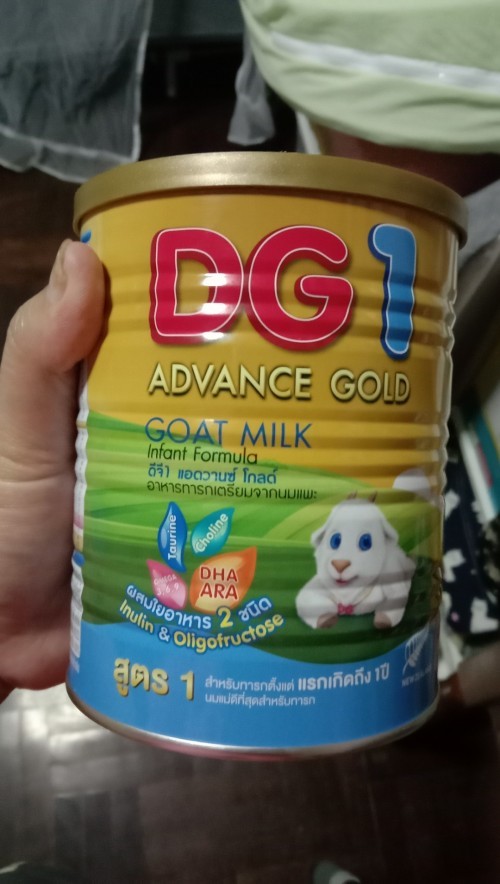 DG1
ADVANCE GOLD
GOAT MILK
Infant Formula
ดีจี1 แอดวานซ์ โกลด์
อาหารทารกเตรียมจากนมแพะ
Taurine
Choline
OMEGA
3 6 9
DHA
ARA
ผสมใยอาหาร 2 ชนิด
Inulin & Oligofructose
สูตร 1
สำหรับทารกตั้งแต่ แรกเกิดถึง 1ปี
นมแม่ดีที่สุดสำหรับทารก